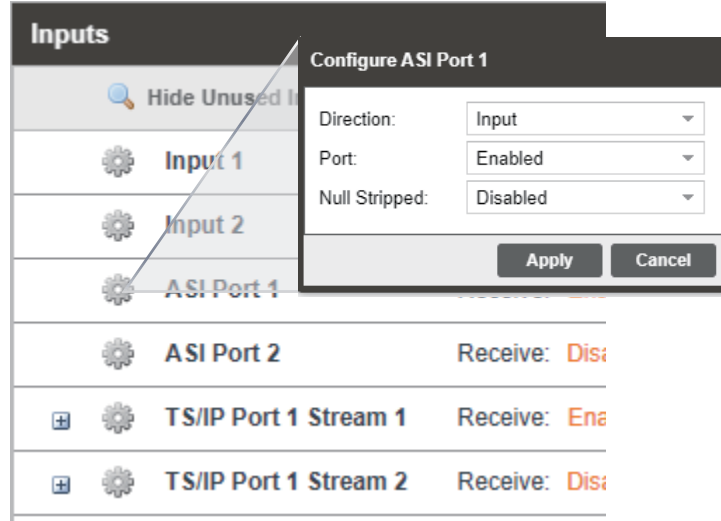 Inputs
Hide Unused
Input 1
Input 2
ASI Port 1
ASI Port 2 Receive:
TS/IP Port 1 Stream 1 Receive:
TS/IP Port 1 Stream 2 Receive:
Configure ASI Port 1
Direction: Input
Port: Enabled
Null Stripped: Disabled
Apply Cancel